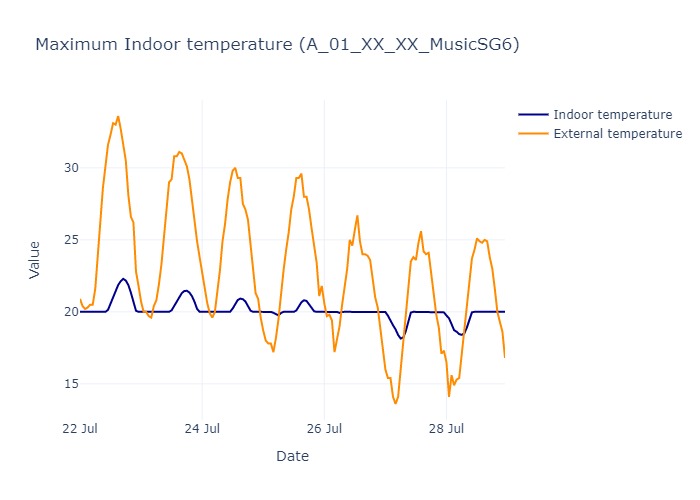 Maximum Indoor temperature (A_01_XX_XX_MusicSG6)
Indoor temperature
External temperature
30
25
20
15
Value
22 Jul
24 Jul
26 Jul
28 Jul
Date